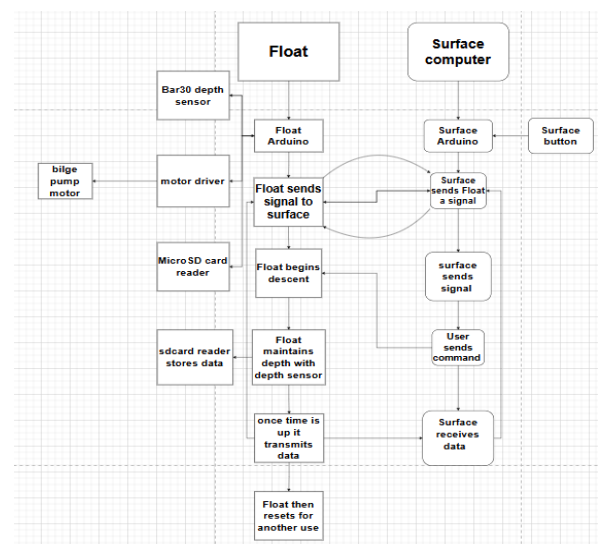 Float
Surface
computer
Bar30 depth
sensor
Float
Arduino
Surface
Arduino
Surface
button
bilge
pump
motor
motor driver
Float sends
signal to
surface
Surface
sends Float
a signal
MicroSD card
reader
Float begins
descent
surface
sends
signal
sdcard reader
stores data
Float
maintains
depth with
depth sensor
User
sends
command
once time is
up it
transmits
data
Surface
receives
data
Float then
resets for
another use